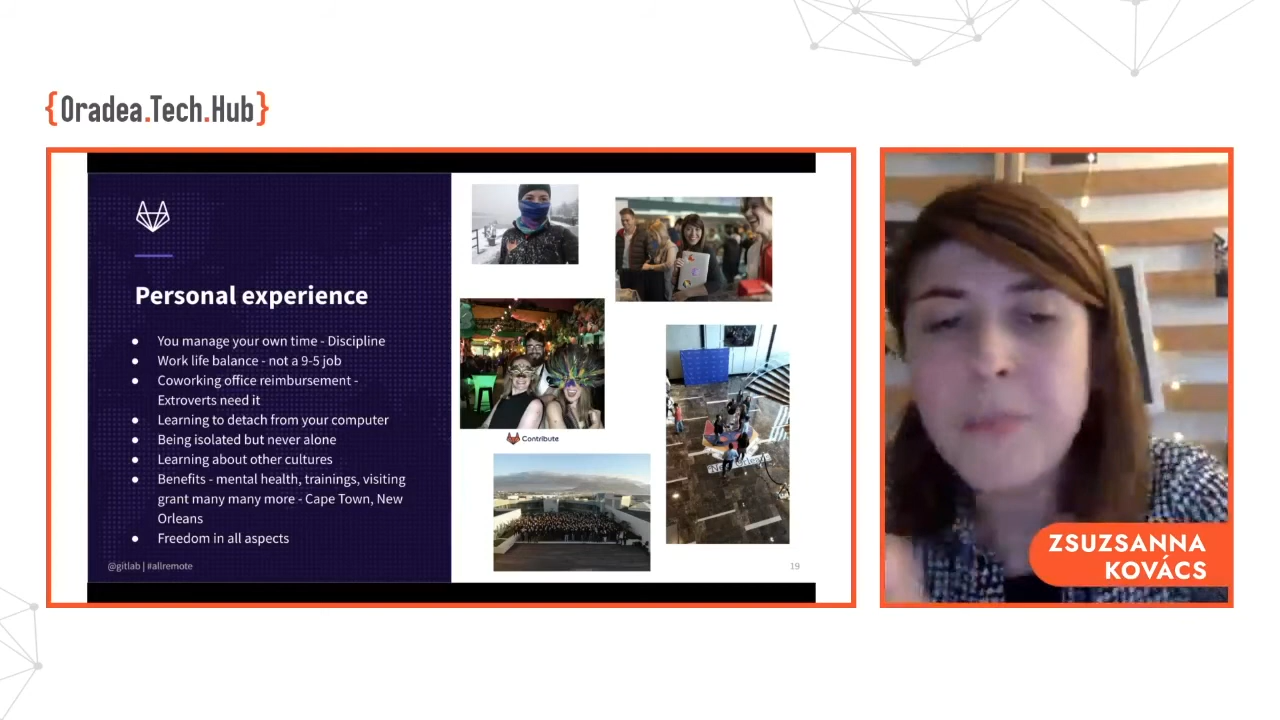 {Oradea.Tech.Hub}
Personal experience
● You manage your own time - Discipline
● Work life balance - not a 9-5 job
● Coworking office reimbursement -
Extroverts need it
● Learning to detach from your computer
● Being isolated but never alone
● Learning about other cultures
● Benefits - mental health, trainings, visiting
grant many many more - Cape Town, New
Orleans
● Freedom in all aspects
@gitlab | #allremote
Contribute
19
ZSUZSANNA
KOVÁCS